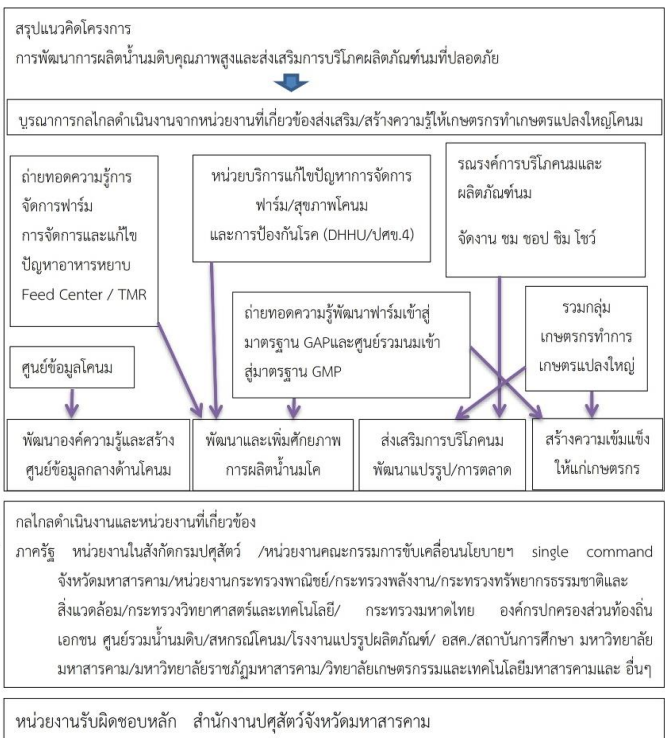 สรุปแนวคิดโครงการ
การพัฒนาการผลิตน้ำนมดิบคุณภาพสูงและส่งเสริมการบริโภคผลิตภัณฑ์นมที่ปลอดภัย
บูรณาการกลไกลดำเนินงานจากหน่วยงานที่เกี่ยวข้องส่งเสริม/สร้างความรู้ให้เกษตรกรทำเกษตรแปลงใหญ่โคนม
ถ่ายทอดความรู้การ
จัดการฟาร์ม
การจัดการและแก้ไข
ปัญหาอาหารหยาบ
Feed Center / TMR
หน่วยบริการแก้ไขปัญหาการจัดการ
ฟาร์ม/สุขภาพโคนม
และการป้องกันโรค (DHHU/ปศข.4)
รณรงค์การบริโภคนมและ
ผลิตภัณฑ์นม
จัดงาน ชม ชอป ชิม โชว์
ถ่ายทอดความรู้พัฒนาฟาร์มเข้าสู่
มาตรฐาน GAPและศูนย์รวมนมเข้า
สู่มาตรฐาน GMP
รวมกลุ่ม
เกษตรกรทำการ
เกษตรแปลงใหญ่
ศูนย์ข้อมูลโคนม
พัฒนาองค์ความรู้และสร้าง
ศูนย์ข้อมูลกลางด้านโคนม
พัฒนาและเพิ่มศักยภาพ
การผลิตน้ำนมโค
ส่งเสริมการบริโภคนม
พัฒนาแปรรูป/การตลาด
สร้างความเข้มแข็ง
ให้แก่เกษตรกร
กลไกลดำเนินงานและหน่วยงานที่เกี่ยวข้อง
ภาครัฐ หน่วยงานในสังกัดกรมปศุสัตว์ /หน่วยงานคณะกรรมการขับเคลื่อนนโยบายฯ single command
จังหวัดมหาสารคาม/หน่วยงานกระทรวงพาณิชย์/กระทรวงพลังงาน/กระทรวงทรัพยากรธรรมชาติและ
สิ่งแวดล้อม/กระทรวงวิทยาศาสตร์และเทคโนโลยี/ กระทรวงมหาดไทย องค์กรปกครองส่วนท้องถิ่น
เอกชน ศูนย์รวมน้ำนมดิบ/สหกรณ์โคนม/โรงงานแปรรูปผลิตภัณฑ์/ อสค./สถาบันการศึกษา มหาวิทยาลัย
มหาสารคาม/มหาวิทยาลัยราชภัฏมหาสารคาม/วิทยาลัยเกษตรกรรมและเทคโนโลยีมหาสารคามและ อื่นๆ
หน่วยงานรับผิดชอบหลัก สำนักงานปศุสัตว์จังหวัดมหาสารคาม